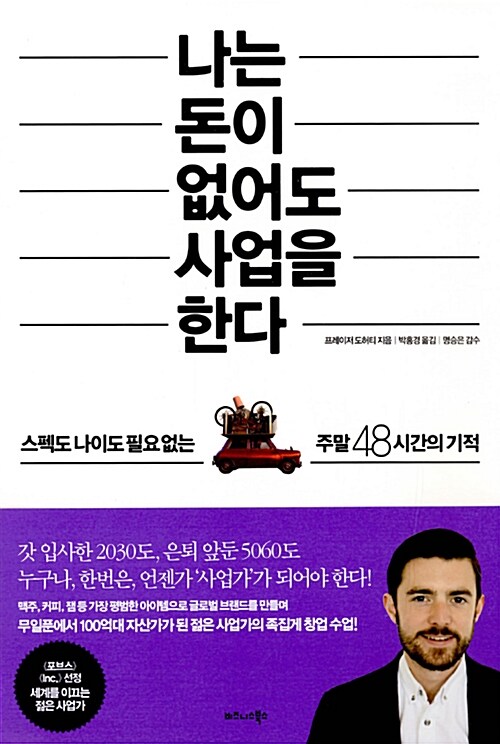 나는
돈이
없어도
사업을
한다
프레이저 도허티 지음 | 박홍경 옮김 | 명승은 감수
스펙도 나이도 필요 없는 주말 48시간의 기적
갓 입사한 2030도, 은퇴 앞둔 5060도
누구나, 한번은, 언젠가 ‘사업가’가 되어야 한다!
맥주, 커피, 잼 등 가장 평범한 아이템으로 글로벌 브랜드를 만들며
무일푼에서 100억대 자산가가 된 젊은 사업가의 족집게 창업 수업!
《포브스》
《Inc.》 선정
세계를 이끄는
젊은 사업가
비즈니스북스